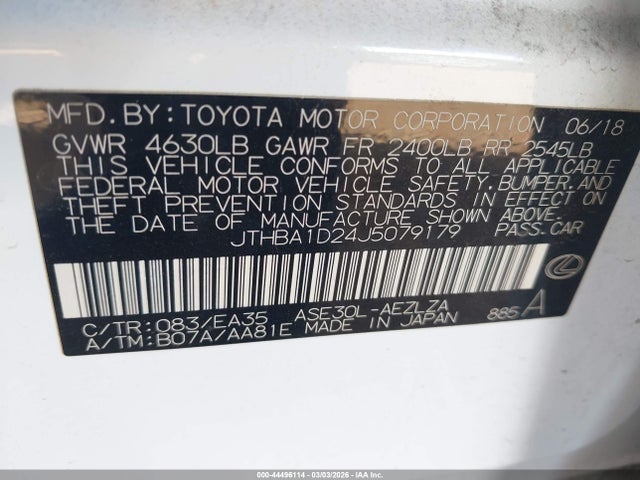 MFD. BY: TOYOTA MOTOR CORPORATION 06/18
GVWR 4630LB GAWR FR 2400LB RR 2545LB
THIS VEHICLE CONFORMS TO ALL APPLICABLE
FEDERAL MOTOR VEHICLE SAFETY, BUMPER, AND
THEFT PREVENTION STANDARDS IN EFFECT ON
THE DATE OF MANUFACTURE SHOWN ABOVE.
JTHBA1D24J5079179 PASS. CAR
C/TR: 083/EA35 ASE30L-AEZLZA
A/TM: B07A/AA81E MADE IN JAPAN 885 A
000-44496114 - 03/03/2026 - IAAI.COM